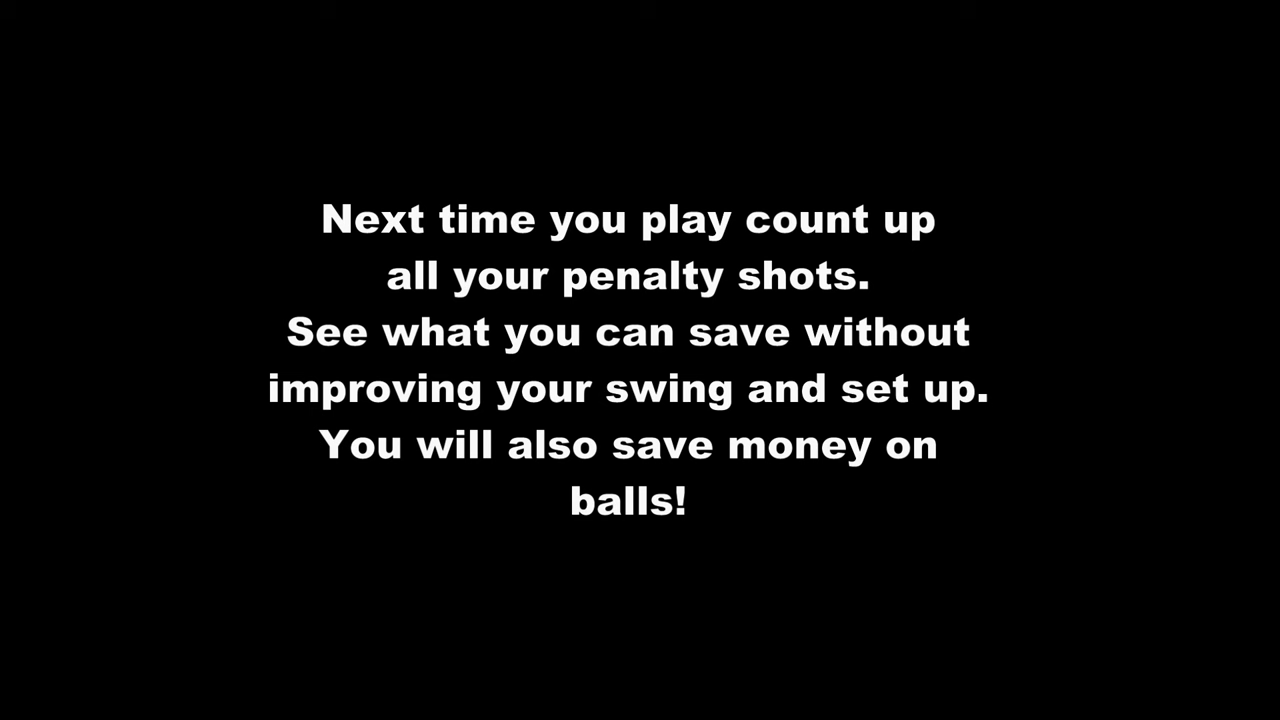 Next time you play count up
all your penalty shots.
See what you can save without
improving your swing and set up.
You will also save money on
balls!